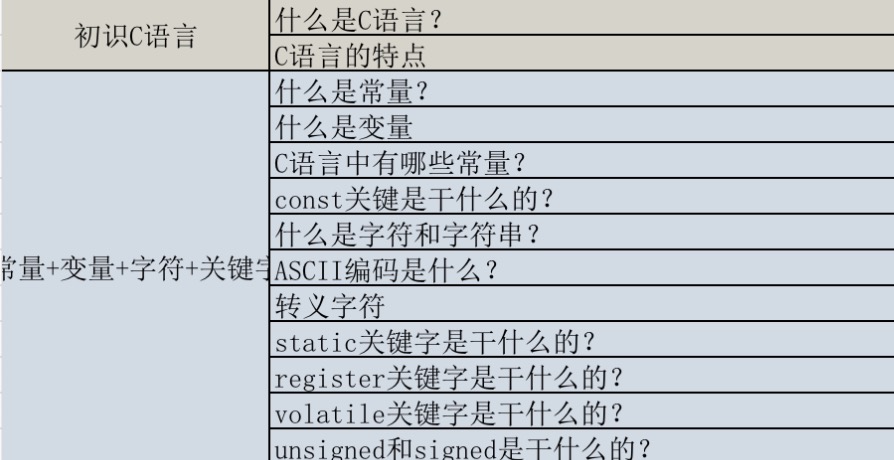 初识C语言
什么是C语言?
C语言的特点
常量+变量+字符+关键字
什么是常量?
什么是变量
C语言中有哪些常量?
const关键是干什么的?
什么是字符和字符串?
ASCII编码是什么?
转义字符
static关键字是干什么的?
register关键字是干什么的?
volatile关键字是干什么的?
unsigned和signed是干什么的?